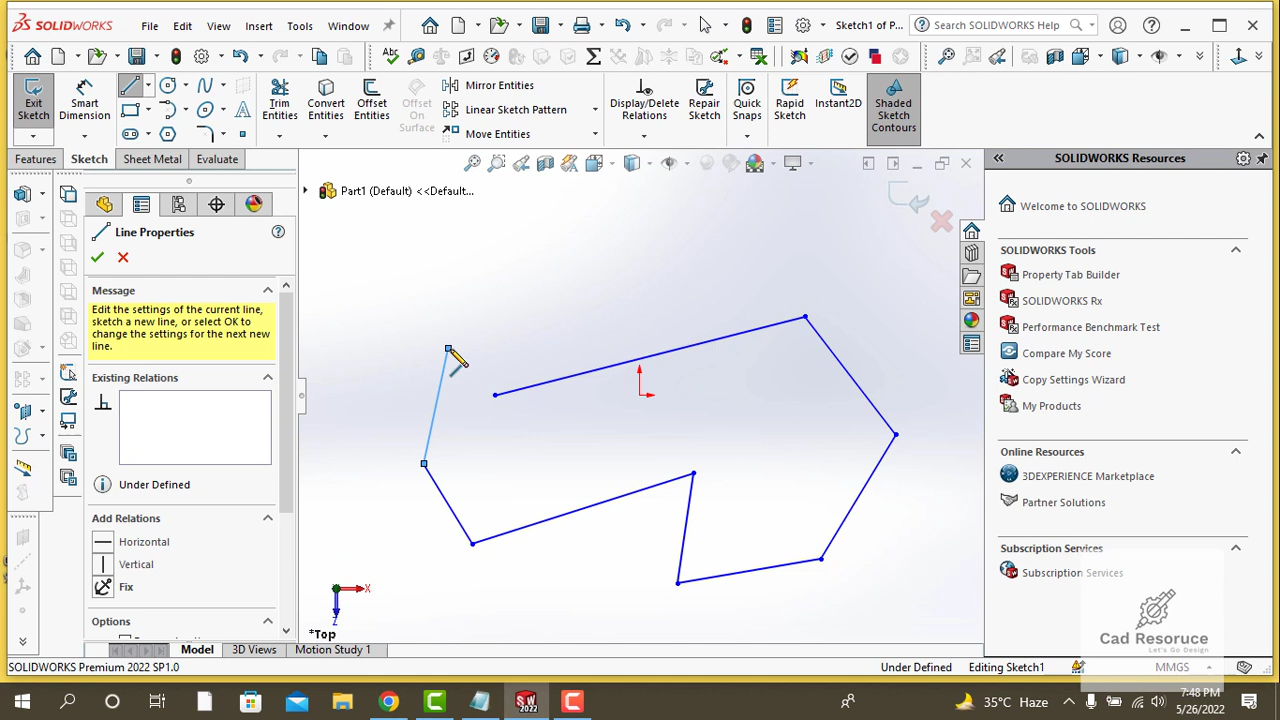 SOLIDWORKS
File
Edit
View
Insert
Tools
Window
Sketch1 of P...
Search SOLIDWORKS Help
Exit
Sketch
Smart
Dimension
Trim
Entities
Convert
Entities
Offset
Entities
Offset
On
Surface
Mirror Entities
Linear Sketch Pattern
Move Entities
Display/Delete
Relations
Repair
Sketch
Quick
Snaps
Rapid
Sketch
Instant2D
Shaded
Sketch
Contours
Features
Sketch
Sheet Metal
Evaluate
Line Properties
Message
Edit the settings of the current line,
sketch a new line, or select OK to
change the settings for the next new
line.
Existing Relations
Under Defined
Add Relations
Horizontal
Vertical
Fix
Options
Part1 (Default) <<Default...
X
Z
*Top
SOLIDWORKS Resources
Welcome to SOLIDWORKS
SOLIDWORKS Tools
Property Tab Builder
SOLIDWORKS Rx
Performance Benchmark Test
Compare My Score
Copy Settings Wizard
My Products
Online Resources
3DEXPERIENCE Marketplace
Partner Solutions
Subscription Services
Subscription Services
Cad Resoruce
Let's Go Design
Model
3D Views
Motion Study 1
SOLIDWORKS Premium 2022 SP1.0
Under Defined
Editing Sketch1
MMGS
35°C Haze
7:48 PM
5/26/2022